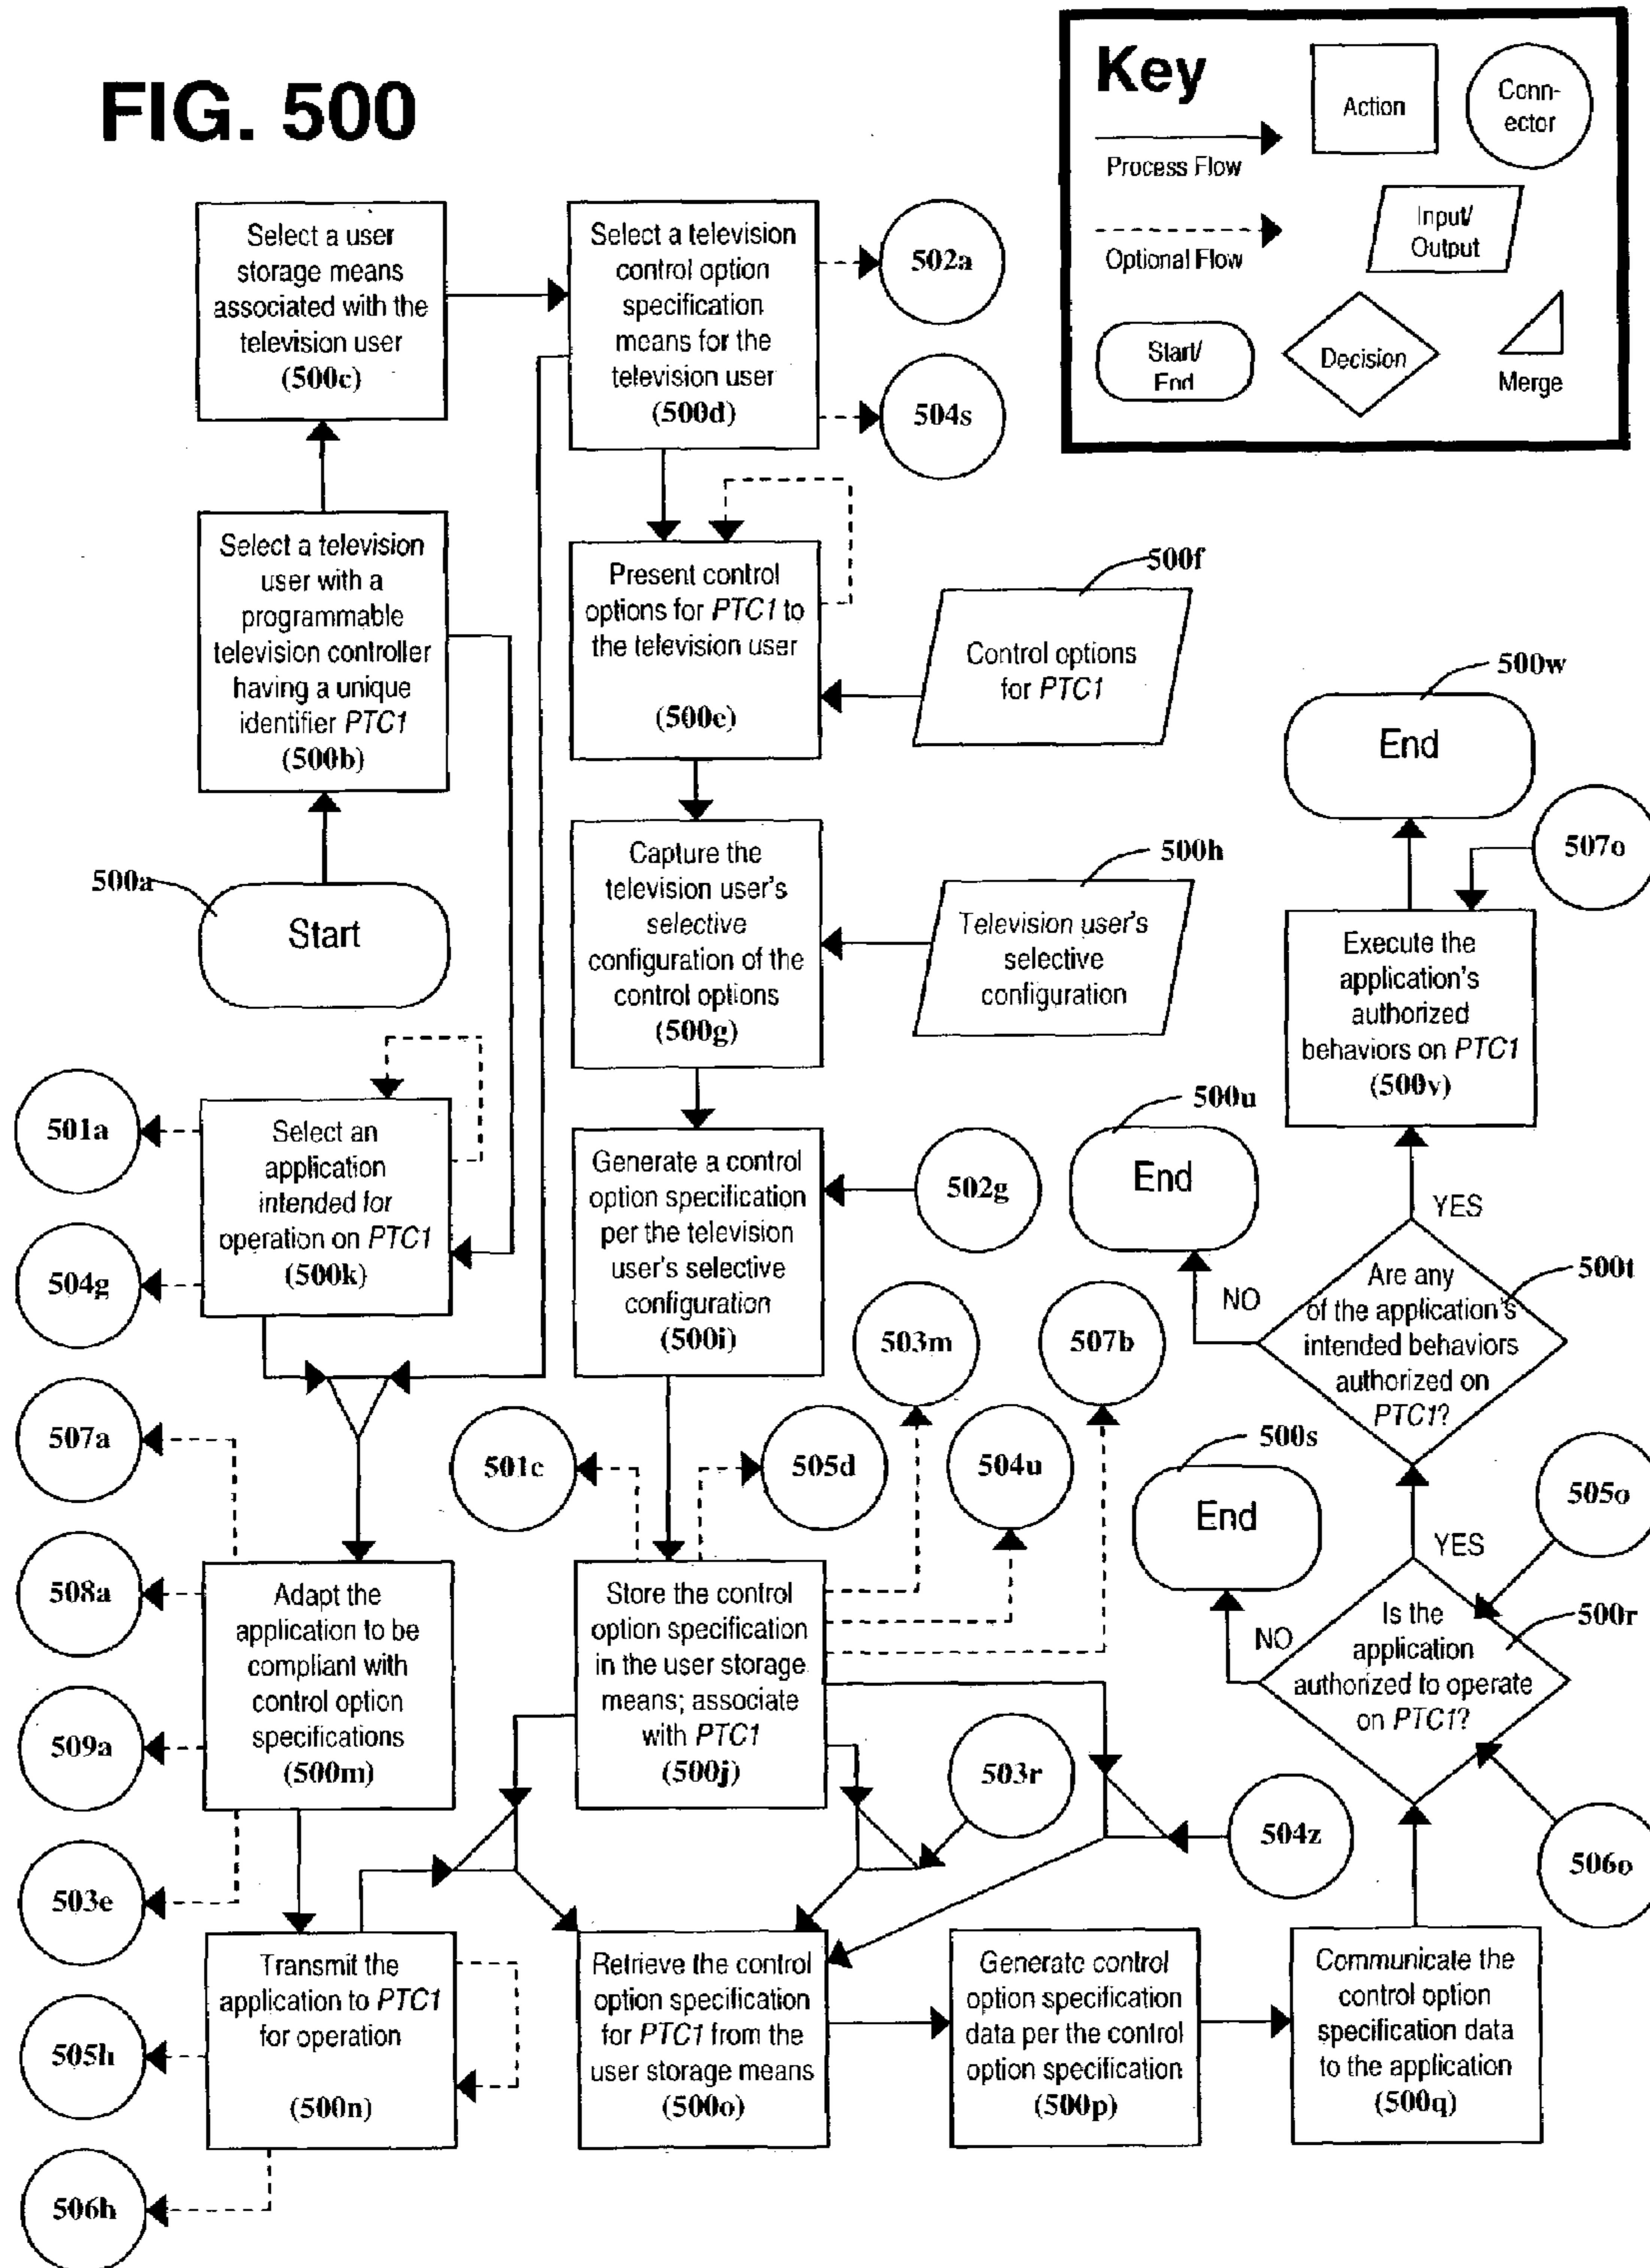 FIG. 500
Key
Action
Conn-
ector
Process Flow
Input/
Output
Optional Flow
Start/
End
Decision
Merge
Select a user
storage means
associated with the
television user
(500c)
Select a television
control option
specification
means for the
television user
(500d)
502a
504s
Select a television
user with a
programmable
television controller
having a unique
identifier PTC1
(500b)
Present control
options for PTC1 to
the television user
(500e)
500f
Control options
for PTC1
500w
End
500a
Start
Capture the
television user's
selective
configuration of the
control options
(500g)
500h
Television user's
selective
configuration
507o
Execute the
application's
authorized
behaviors on PTC1
(500v)
501a
Select an
application
intended for
operation on PTC1
(500k)
504g
Generate a control
option specification
per the television
user's selective
configuration
(500i)
502g
500u
End
YES
NO
Are any
of the application's
intended behaviors
authorized on
PTC1?
500t
503m
507b
507a
501c
505d
504u
500s
End
505o
YES
508a
Adapt the
application to be
compliant with
control option
specifications
(500m)
509a
503e
Store the control
option specification
in the user storage
means; associate
with PTC1
(500j)
503r
504z
NO
Is the
application
authorized to operate
on PTC1?
500r
506o
Transmit the
application to PTC1
for operation
(500n)
505h
506h
Retrieve the control
option specification
for PTC1 from the
user storage means
(500o)
Generate control
option specification
data per the control
option specification
(500p)
Communicate the
control option
specification data
to the application
(500q)